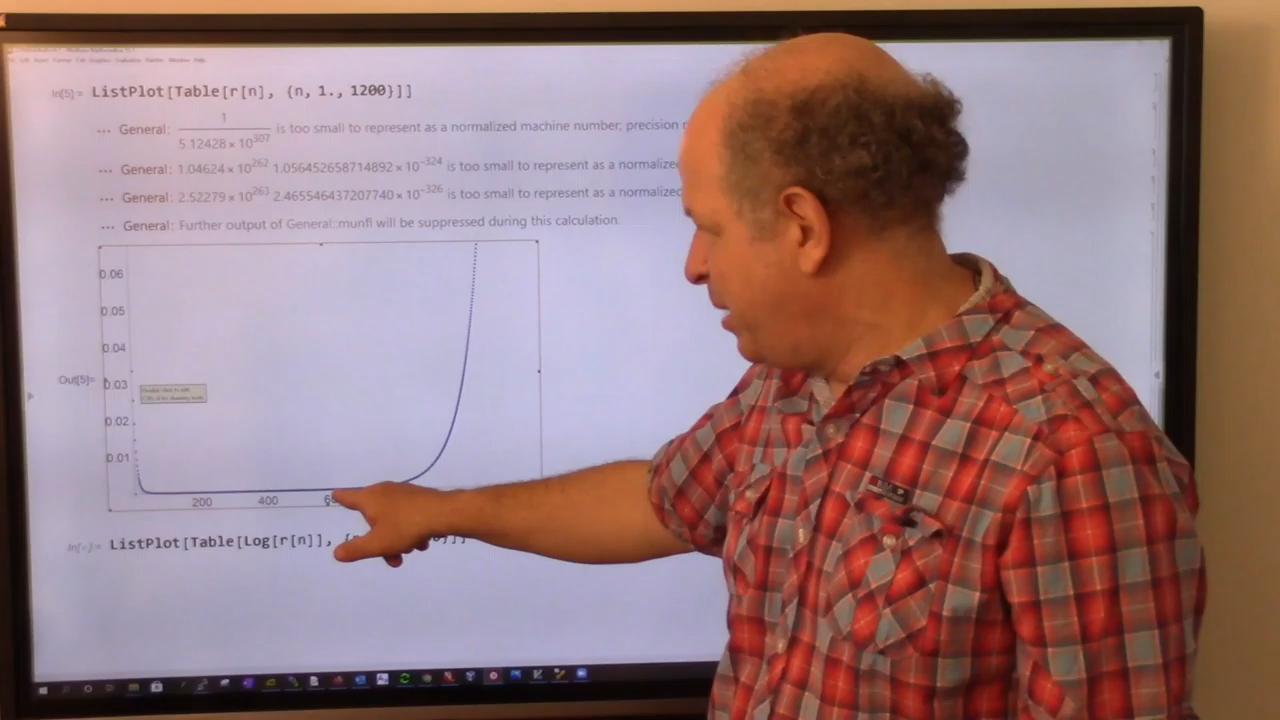 In[5]:= ListPlot[Table[r[n], {n, 1., 1200}]]
... General: 1 / 5.12428 × 10^307 is too small to represent as a normalized machine number; precision
... General: 1.04624 × 10^262 1.056452658714892 × 10^-324 is too small to represent as a normalized
... General: 2.52279 × 10^263 2.465546437207740 × 10^-326 is too small to represent as a normalized
... General: Further output of General::munfl will be suppressed during this calculation.
0.06
0.05
0.04
Out[5]=
0.03
0.02
0.01
200 400
ListPlot[Table[Log[r[n]], {